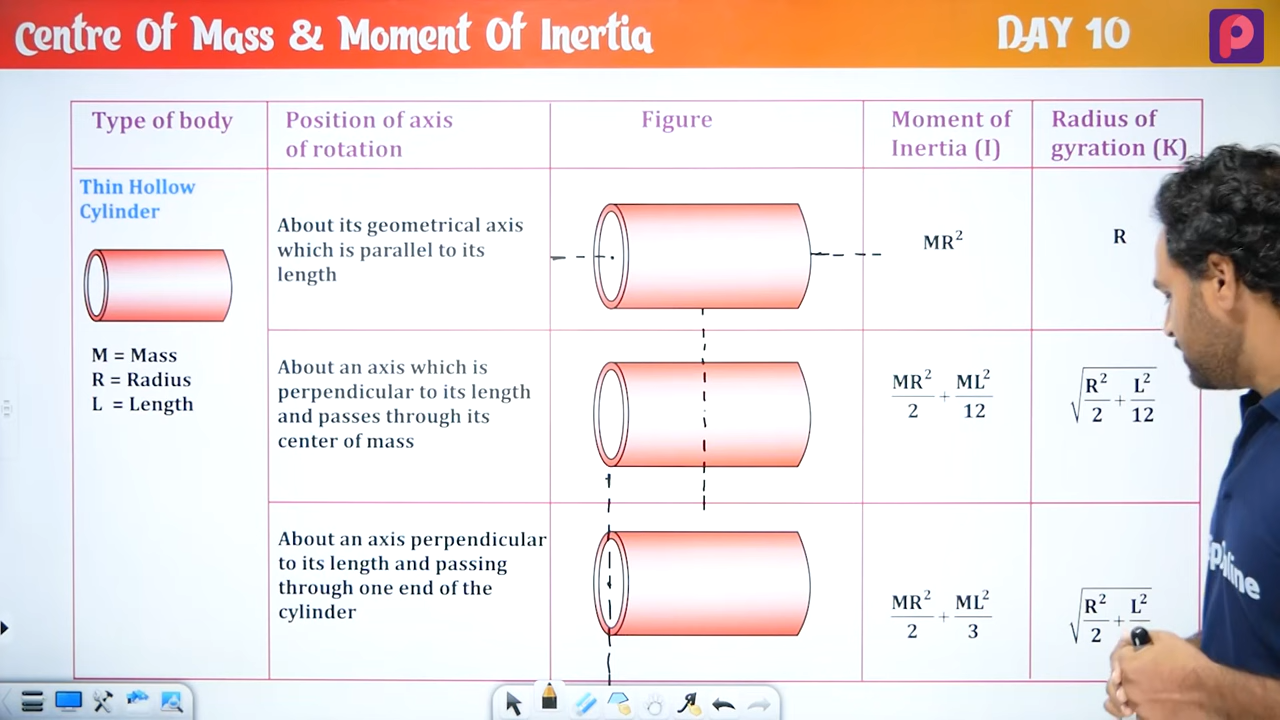 Centre Of Mass & Moment Of Inertia
DAY 10
Type of body
Position of axis
of rotation
Figure
Moment of
Inertia (I)
Radius of
gyration (K)
Thin Hollow
Cylinder
M = Mass
R = Radius
L = Length
About its geometrical axis
which is parallel to its
length
MR²
R
About an axis which is
perpendicular to its length
and passes through its
center of mass
MR²/2 + ML²/12
√(R²/2 + L²/12)
About an axis perpendicular
to its length and passing
through one end of the
cylinder
MR²/2 + ML²/3
√(R²/2 + L²